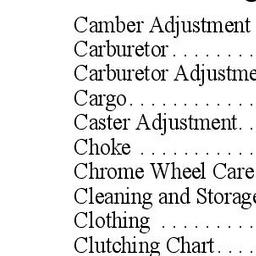 Camber Adjustment
Carburetor . . . . . . . .
Carburetor Adjustme
Cargo. . . . . . . . . . . .
Caster Adjustment. .
Choke . . . . . . . . . . .
Chrome Wheel Care
Cleaning and Storage
Clothing . . . . . . . . .
Clutching Chart. . . .